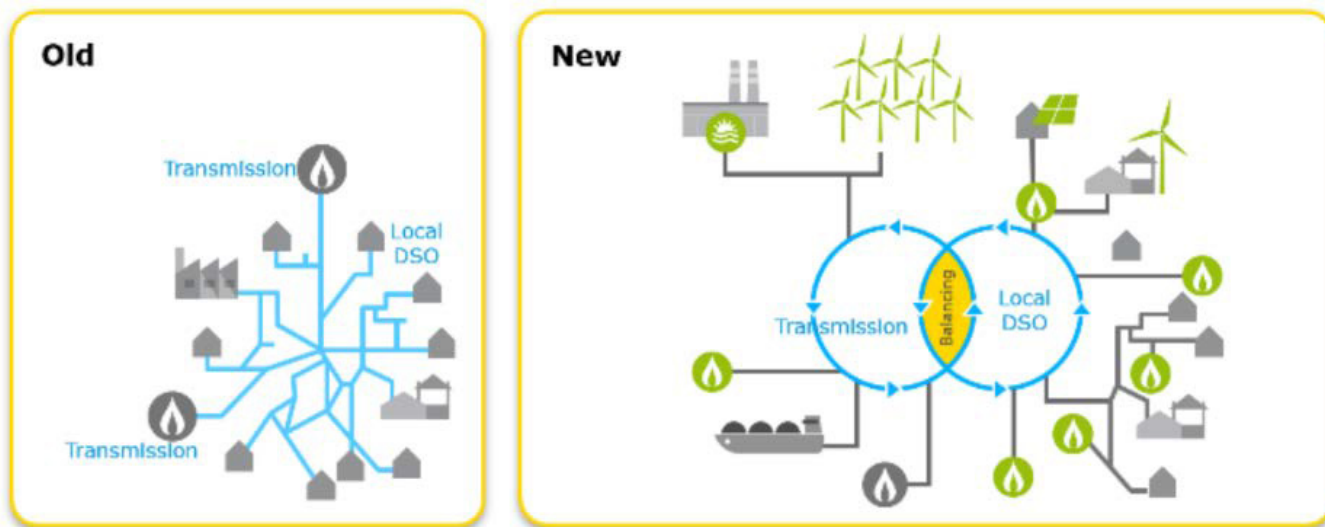 Old
Transmission
Local
DSO
Transmission
New
Transmission
Balancing
Local
DSO